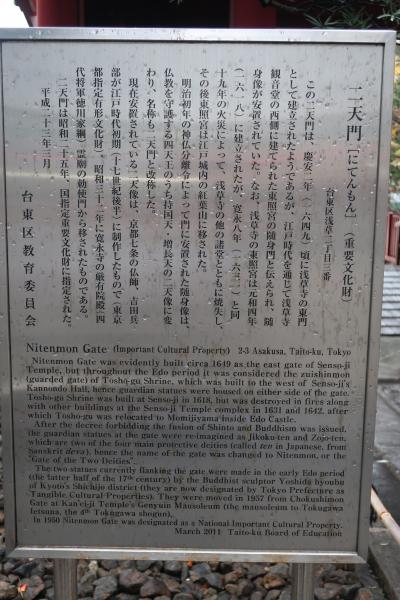 二天門［にてんもん］（重要文化財）
台東区浅草二丁目三番
この二天門は、慶安二年（一六四九）頃に浅草寺の東門
として建立されたようであるが、江戸時代を通じて浅草寺
観音堂の西側に建てられた東照宮の随身門と伝えられ、随
身像が安置されていた。なお、浅草寺の東照宮は元和四年
（一六一八）に建立されたが、寛永八年（一六三一）と同
十九年の火災によって、浅草寺の他の諸堂とともに焼失し、
その後東照宮は江戸城内の紅葉山に移された。
明治初年の神仏分離令によって門に安置された随身像は、
仏教を守護する四天王のうち持国天・増長天の二天像に変
わり、名称も二天門と改称した。
現在安置されている二天像は、京都七条の仏師、吉田兵
部が江戸時代初期（十七世紀後半）に制作したもので（東京
都指定有形文化財）、昭和三十二年に寛永寺の厳有院殿（四
代将軍徳川家綱）霊廟の勅使門から移されたものである。
二天門は昭和二十五年、国指定重要文化財に指定された。
平成二十三年三月
台東区教育委員会
Nitenmon Gate (Important Cultural Property) 2-3 Asakusa, Taito-ku, Tokyo
Nitenmon Gate was evidently built circa 1649 as the east gate of Senso-ji
Temple, but throughout the Edo period it was considered the zuishinmon
(guarded gate) of Tosho-gu Shrine, which was built to the west of Senso-ji's
Kannondo Hall, hence guardian statues were housed on either side of the gate.
Tosho-gu Shrine was built at Senso-ji in 1618, but was destroyed in fires along
with other buildings at the Senso-ji Temple complex in 1631 and 1642, after
which Tosho-gu was relocated to Momijiyama inside Edo Castle.
After the decree forbidding the fusion of Shinto and Buddhism was issued,
the guardian statues at the gate were re-imagined as Jikoku-ten and Zojo-ten,
which are two of the four main protective deities (called ten in Japanese, from
Sanskrit deva), hence the name of the gate was changed to Nitenmon, or the
"Gate of the Two Deities".
The two statues currently flanking the gate were made in the early Edo period
(the latter half of the 17th century) by the Buddhist sculptor Yoshida hyoubu
of Kyoto's Shichijo district (they are now designated by Tokyo Prefecture as
Tangible Cultural Properties). They were moved in 1957 from Chokushimon
Gate at Kan'ei-ji Temple's Genyuin Mausoleum (the mausoleum to Tokugawa
Ietsuna, the 4th Tokugawa shogun).
In 1950 Nitenmon Gate was designated as a National Important Cultural Property.
March 2011 Taito-ku Board of Education